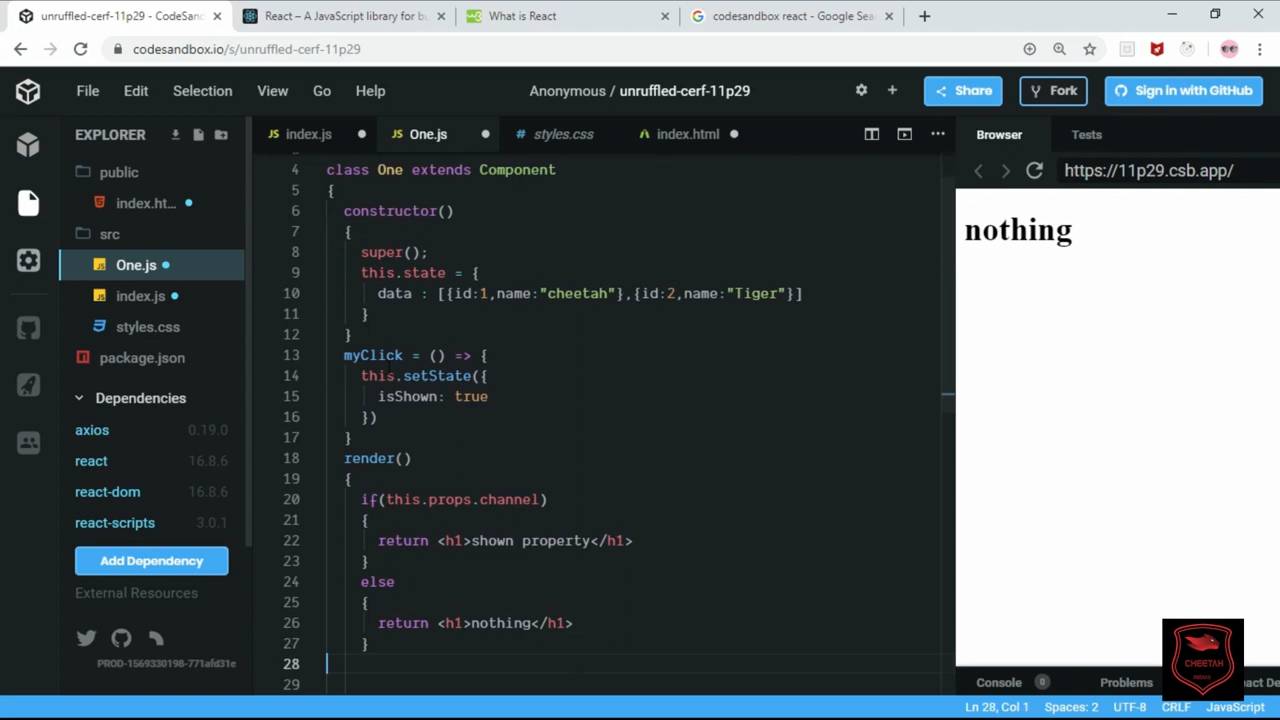 unruffled-cerf-11p29 - CodeSan
React – A JavaScript library for bu
What is React
codesandbox react - Google Sea
codesandbox.io/s/unruffled-cerf-11p29
File Edit Selection View Go Help
Anonymous / unruffled-cerf-11p29
Share
Fork
Sign in with GitHub
EXPLORER
index.js
One.js
styles.css
index.html
Browser
Tests
https://11p29.csb.app/
public
index.ht...
src
One.js
index.js
styles.css
package.json
Dependencies
axios 0.19.0
react 16.8.6
react-dom 16.8.6
react-scripts 3.0.1
Add Dependency
External Resources
PROD-1569330198-771afd31e
4 class One extends Component
5 {
6 constructor()
7 {
8 super();
9 this.state = {
10 data : [{id:1,name:"cheetah"},{id:2,name:"Tiger"}]
11 }
12 }
13 myClick = () => {
14 this.setState({
15 isShown: true
16 })
17 }
18 render()
19 {
20 if(this.props.channel)
21 {
22 return <h1>shown property</h1>
23 }
24 else
25 {
26 return <h1>nothing</h1>
27 }
28
29
nothing
CHEETAH
Console 0
Problems
act De
Ln 28, Col 1 Spaces: 2 UTF-8 CRLF JavaScript